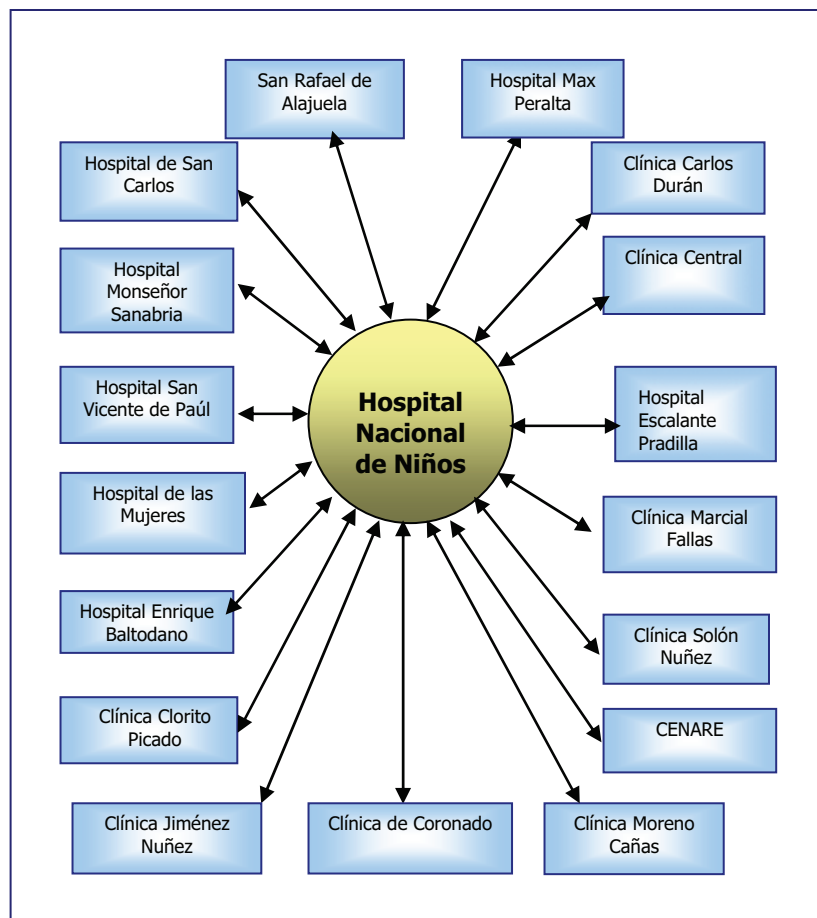 San Rafael de
Alajuela
Hospital Max
Peralta
Hospital de San
Carlos
Clínica Carlos
Durán
Hospital
Monseñor
Sanabria
Clínica Central
Hospital San
Vicente de Paúl
Hospital
Nacional
de Niños
Hospital
Escalante
Pradilla
Hospital de las
Mujeres
Clínica Marcial
Fallas
Hospital Enrique
Baltodano
Clínica Solón
Nuñez
Clínica Clorito
Picado
CENARE
Clínica Jiménez
Nuñez
Clínica de Coronado
Clínica Moreno
Cañas